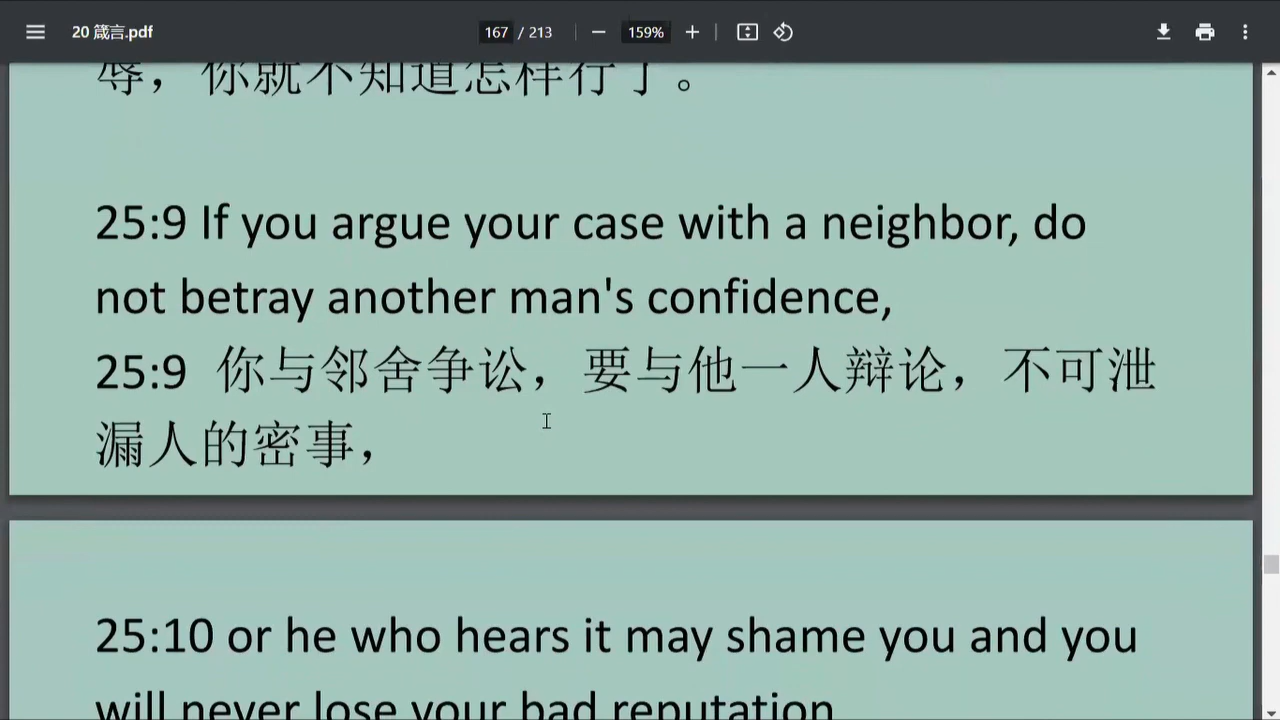 20 箴言.pdf
167 / 213
159%
辱，你就不知道怎样行了。
25:9 If you argue your case with a neighbor, do
not betray another man's confidence,
25:9 你与邻舍争讼，要与他一人辩论，不可泄
漏人的密事，
25:10 or he who hears it may shame you and you
will never lose your bad reputation